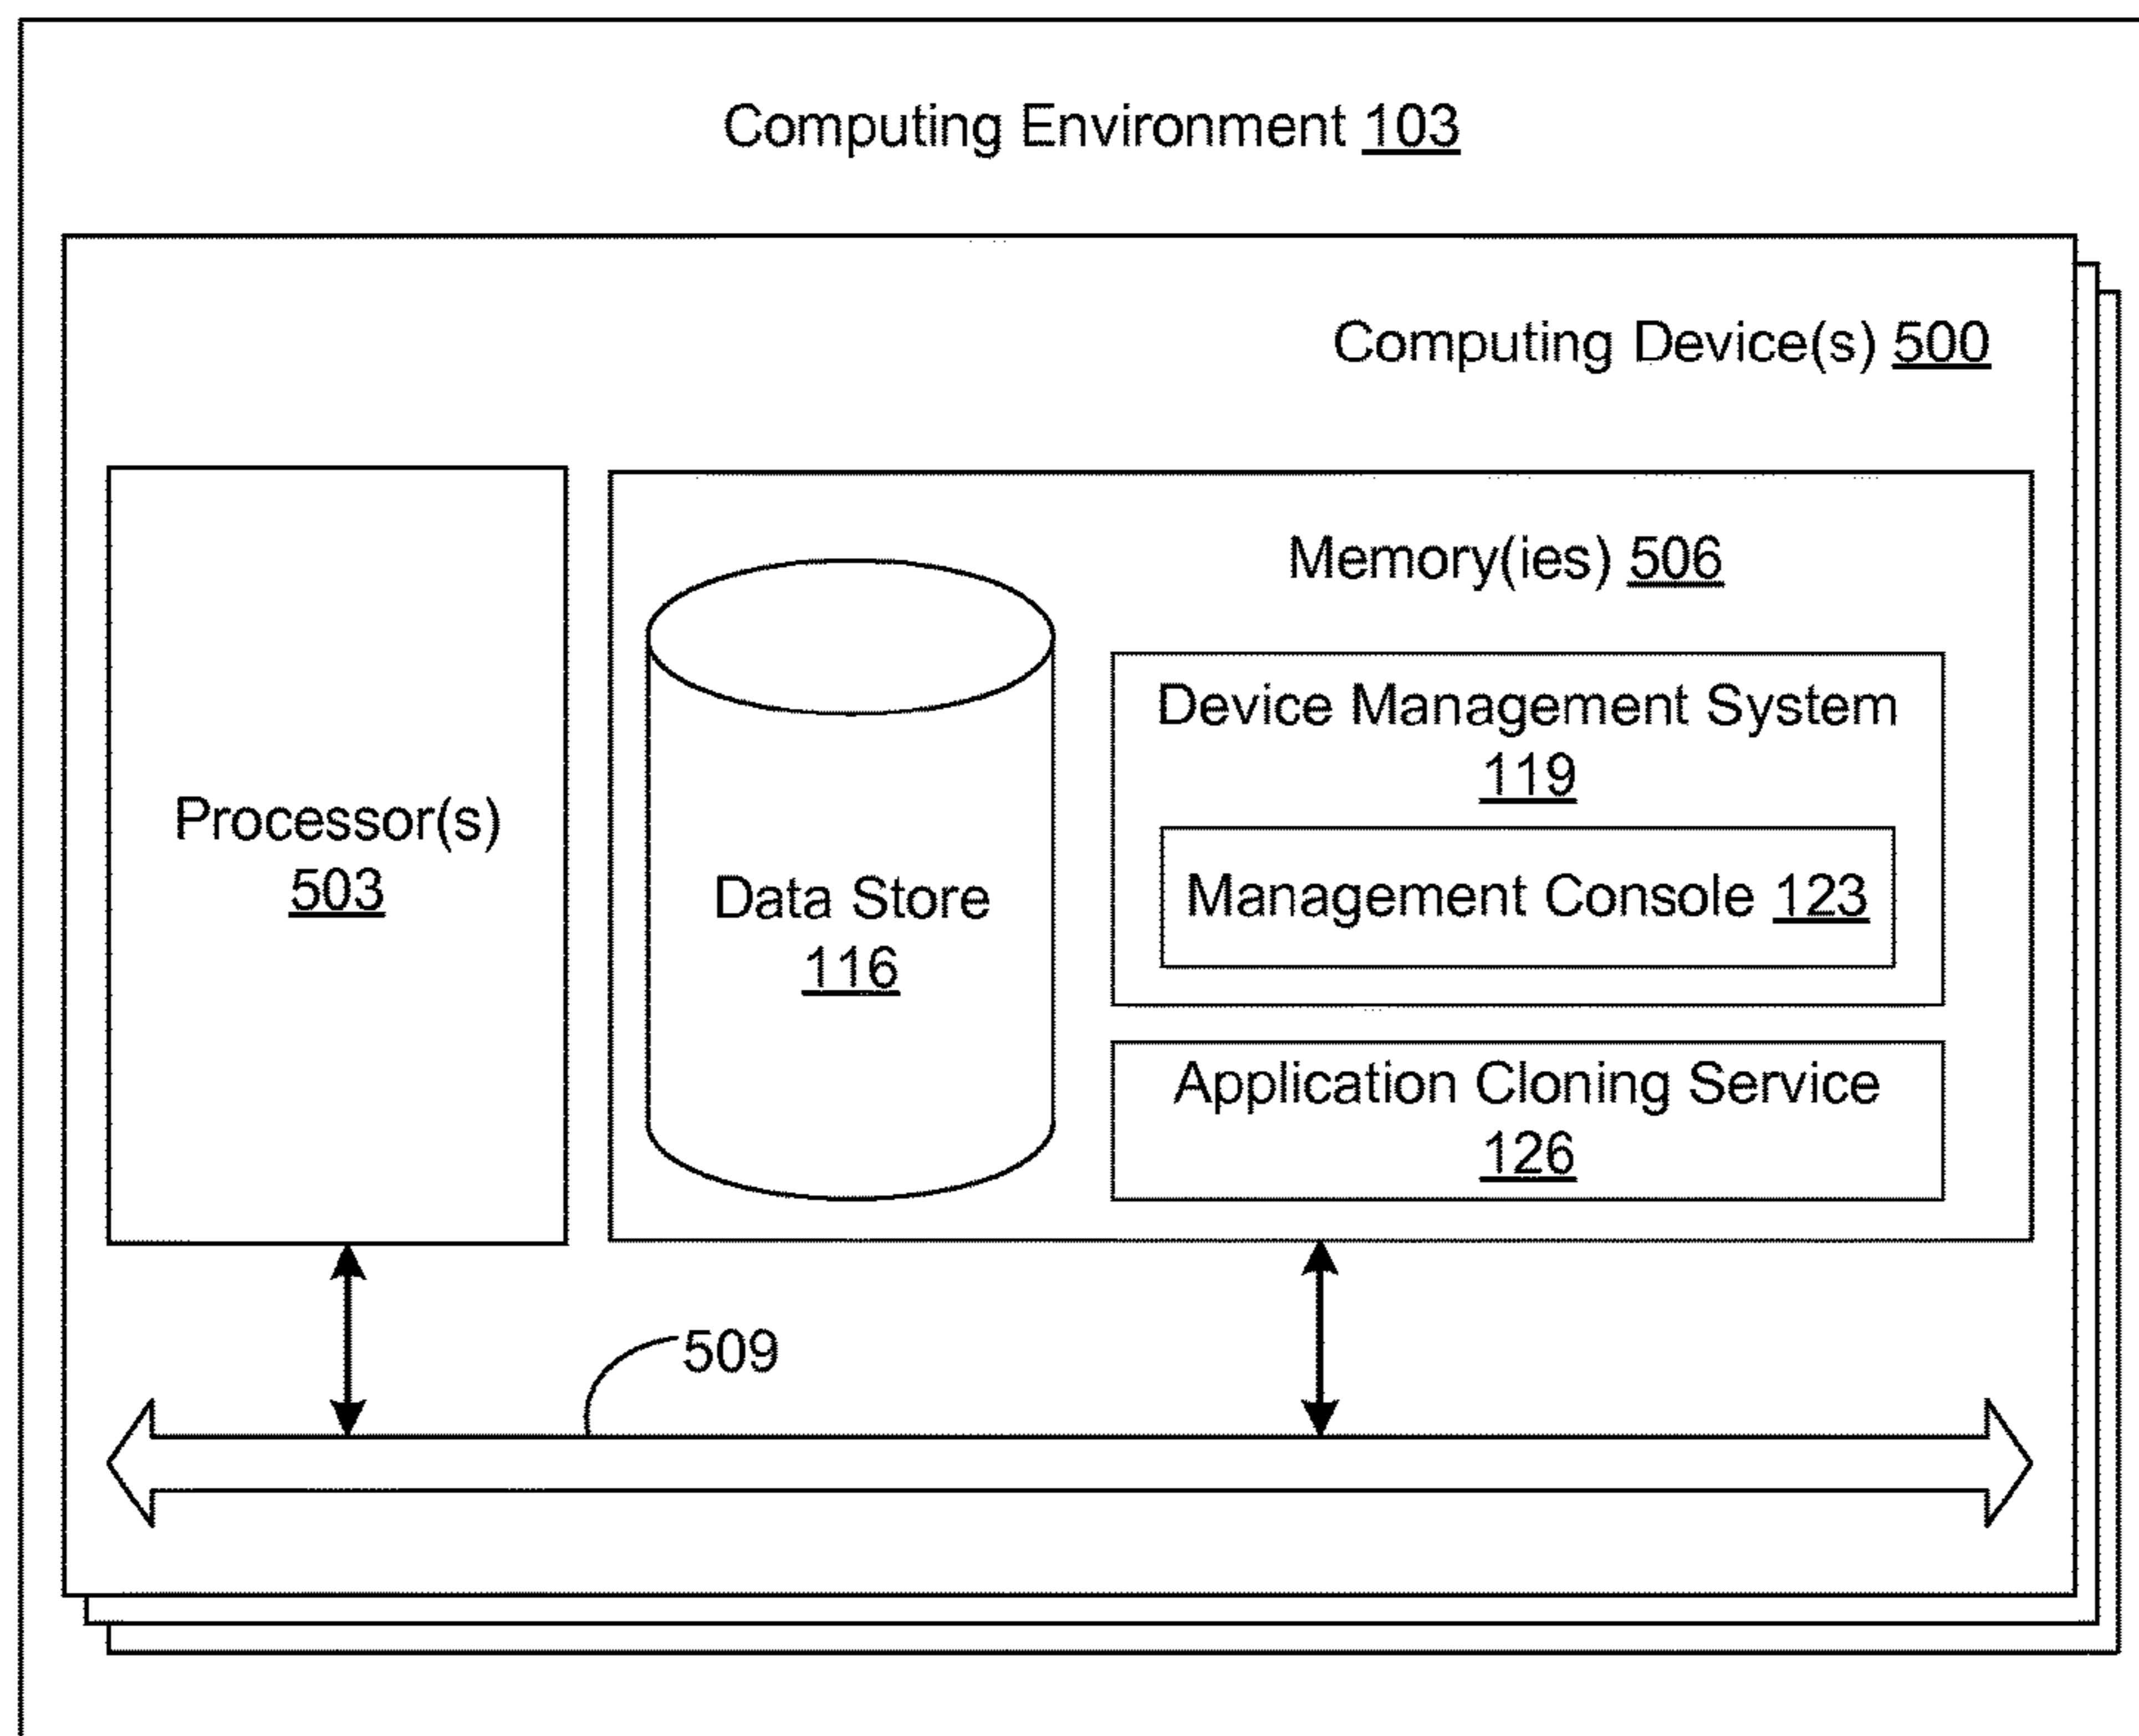 Computing Environment 103
Computing Device(s) 500
Memory(ies) 506
Device Management System
119
Processor(s)
503
Data Store
116
Management Console 123
Application Cloning Service
126
509